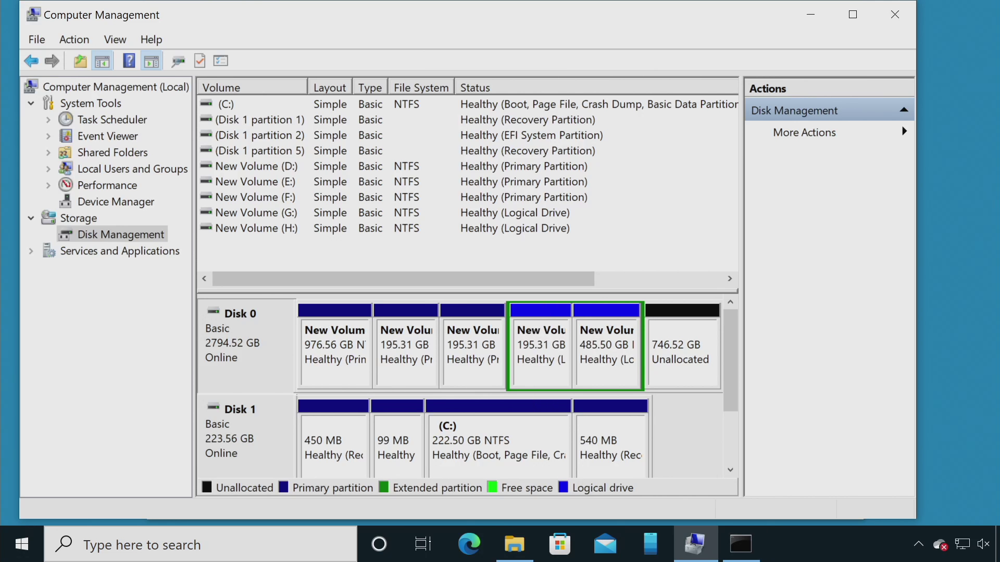 Computer Management
File Action View Help
Computer Management (Local)
System Tools
Task Scheduler
Event Viewer
Shared Folders
Local Users and Groups
Performance
Device Manager
Storage
Disk Management
Services and Applications
Volume Layout Type File System Status
(C:) Simple Basic NTFS Healthy (Boot, Page File, Crash Dump, Basic Data Partition
(Disk 1 partition 1) Simple Basic Healthy (Recovery Partition)
(Disk 1 partition 2) Simple Basic Healthy (EFI System Partition)
(Disk 1 partition 5) Simple Basic Healthy (Recovery Partition)
New Volume (D:) Simple Basic NTFS Healthy (Primary Partition)
New Volume (E:) Simple Basic NTFS Healthy (Primary Partition)
New Volume (F:) Simple Basic NTFS Healthy (Primary Partition)
New Volume (G:) Simple Basic NTFS Healthy (Logical Drive)
New Volume (H:) Simple Basic NTFS Healthy (Logical Drive)
Disk 0
Basic
2794.52 GB
Online
New Volum
976.56 GB N
Healthy (Prin
New Volu
195.31 GB
Healthy (Pr
New Volu
195.31 GB
Healthy (Pr
New Volu
195.31 GB
Healthy (L
New Volur
485.50 GB
Healthy (Lo
746.52 GB
Unallocated
Disk 1
Basic
223.56 GB
Online
450 MB
Healthy (Rec
99 MB
Healthy
(C:)
222.50 GB NTFS
Healthy (Boot, Page File, Cr
540 MB
Healthy (Rec
Unallocated Primary partition Extended partition Free space Logical drive
Actions
Disk Management
More Actions
Type here to search